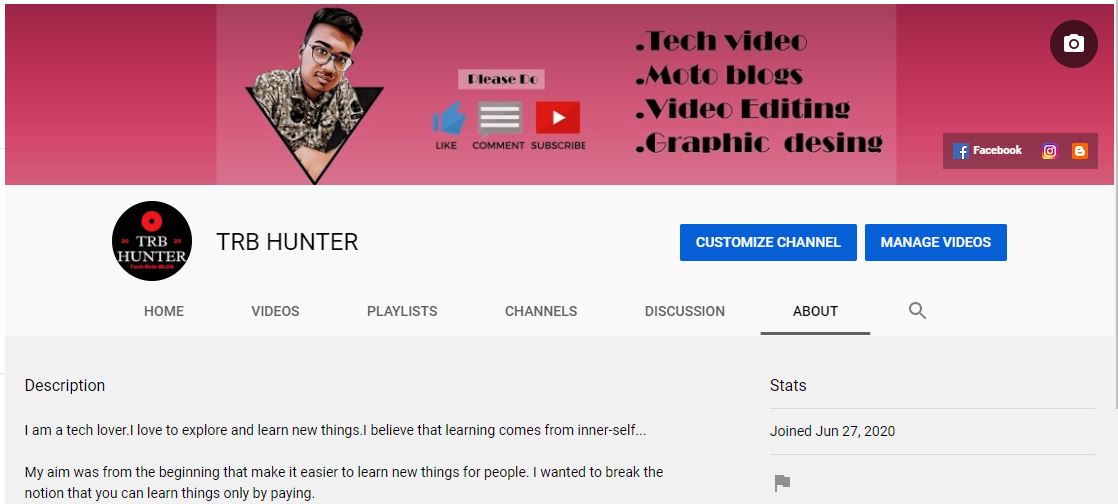 .Tech video
.Moto blogs
.Video Editing
.Graphic desing
Please Do
LIKE COMMENT SUBSCRIBE
Facebook
20 TRB 20
HUNTER
Tech-Ride-BLOG
TRB HUNTER
CUSTOMIZE CHANNEL
MANAGE VIDEOS
HOME VIDEOS PLAYLISTS CHANNELS DISCUSSION ABOUT
Description
I am a tech lover.I love to explore and learn new things.I believe that learning comes from inner-self...
My aim was from the beginning that make it easier to learn new things for people. I wanted to break the
notion that you can learn things only by paying.
Stats
Joined Jun 27, 2020